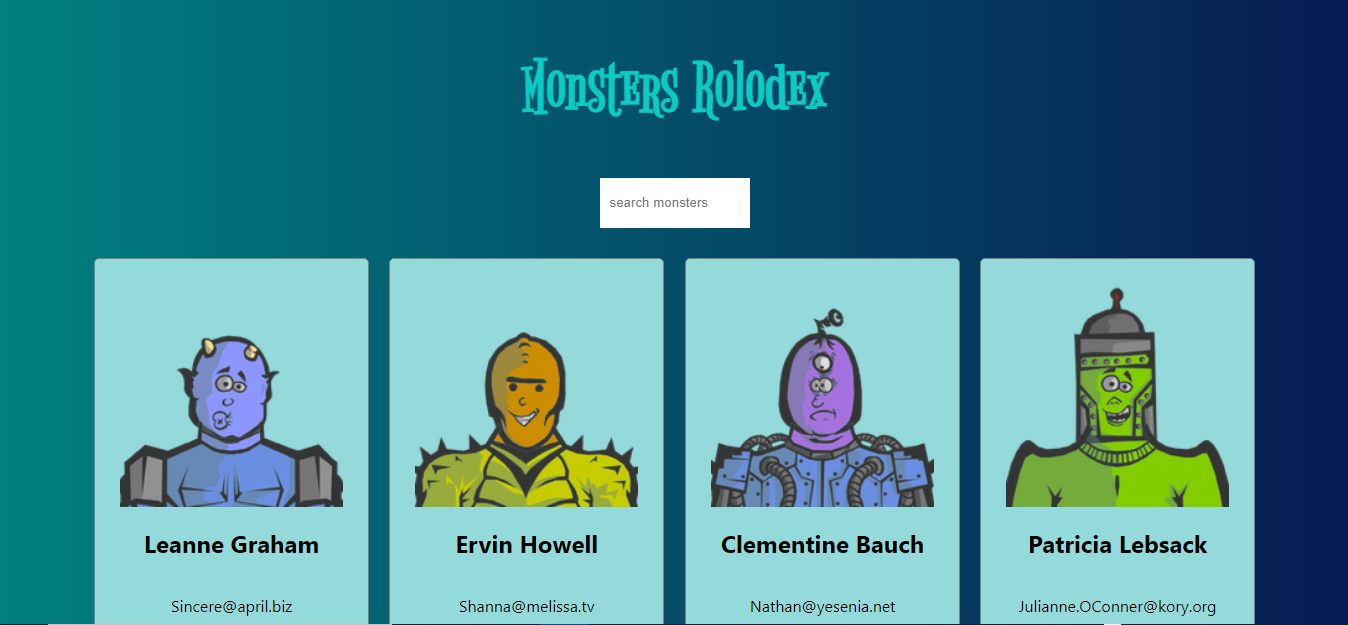 Monsters Rolodex
search monsters
Leanne Graham
Ervin Howell
Clementine Bauch
Patricia Lebsack
Sincere@april.biz
Shanna@melissa.tv
Nathan@yesenia.net
Julianne.OConner@kory.org